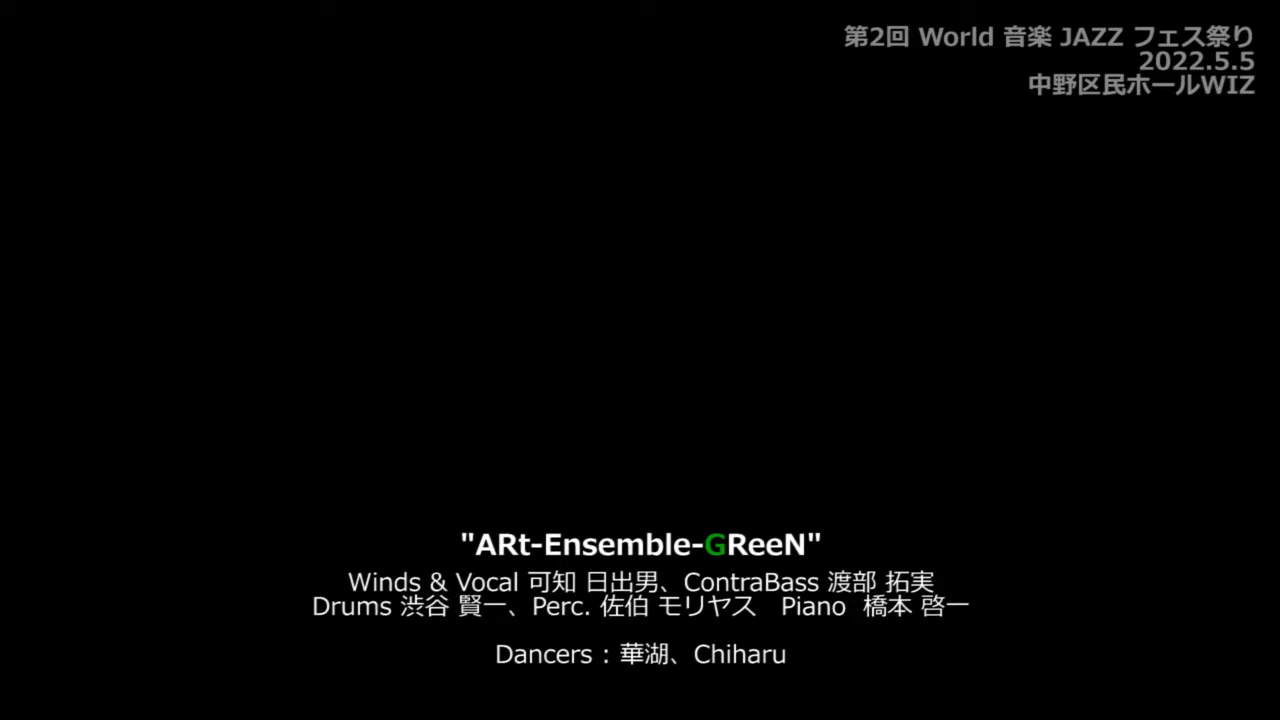 第2回 World 音楽 JAZZ フェス祭り
2022.5.5
中野区民ホールWIZ
"ARt-Ensemble-GReeN"
Winds & Vocal 可知 日出男、ContraBass 渡部 拓実
Drums 渋谷 賢一、Perc. 佐伯 モリヤス　Piano 橋本 啓一
Dancers : 華湖、Chiharu